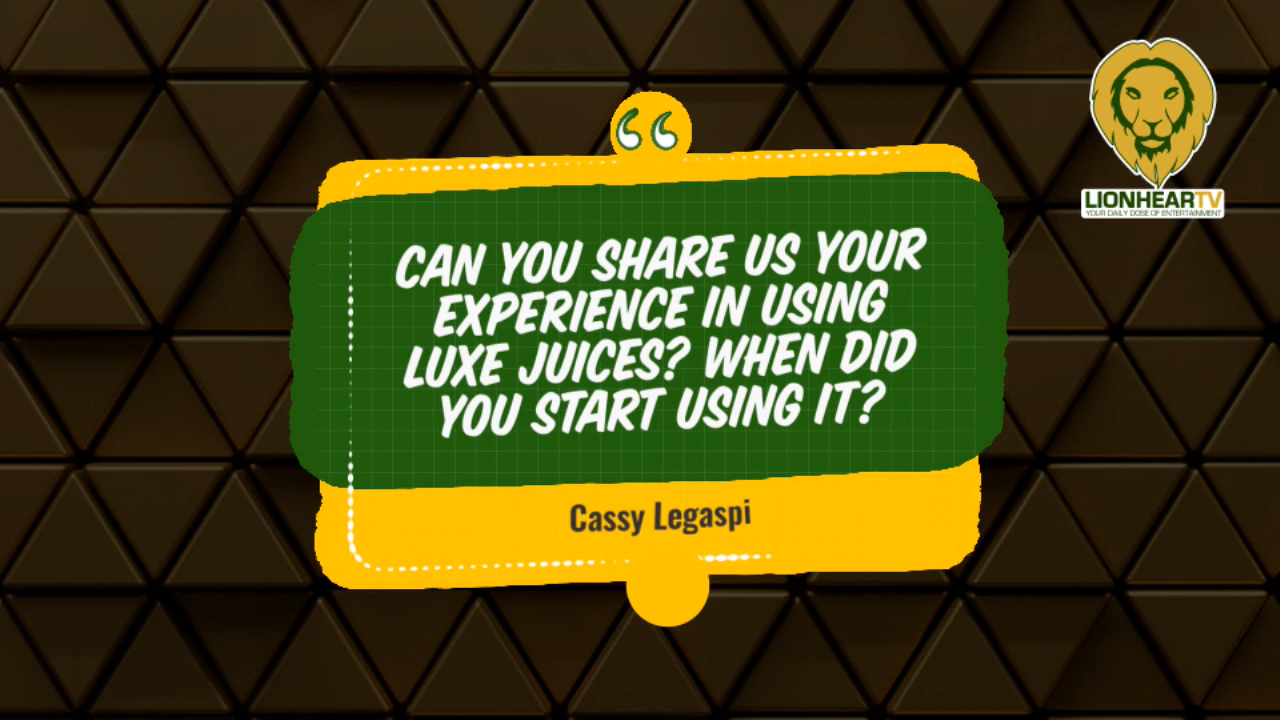 LIONHEARTV
YOUR DAILY DOSE OF ENTERTAINMENT
CAN YOU SHARE US YOUR
EXPERIENCE IN USING
LUXE JUICES? WHEN DID
YOU START USING IT?
Cassy Legaspi